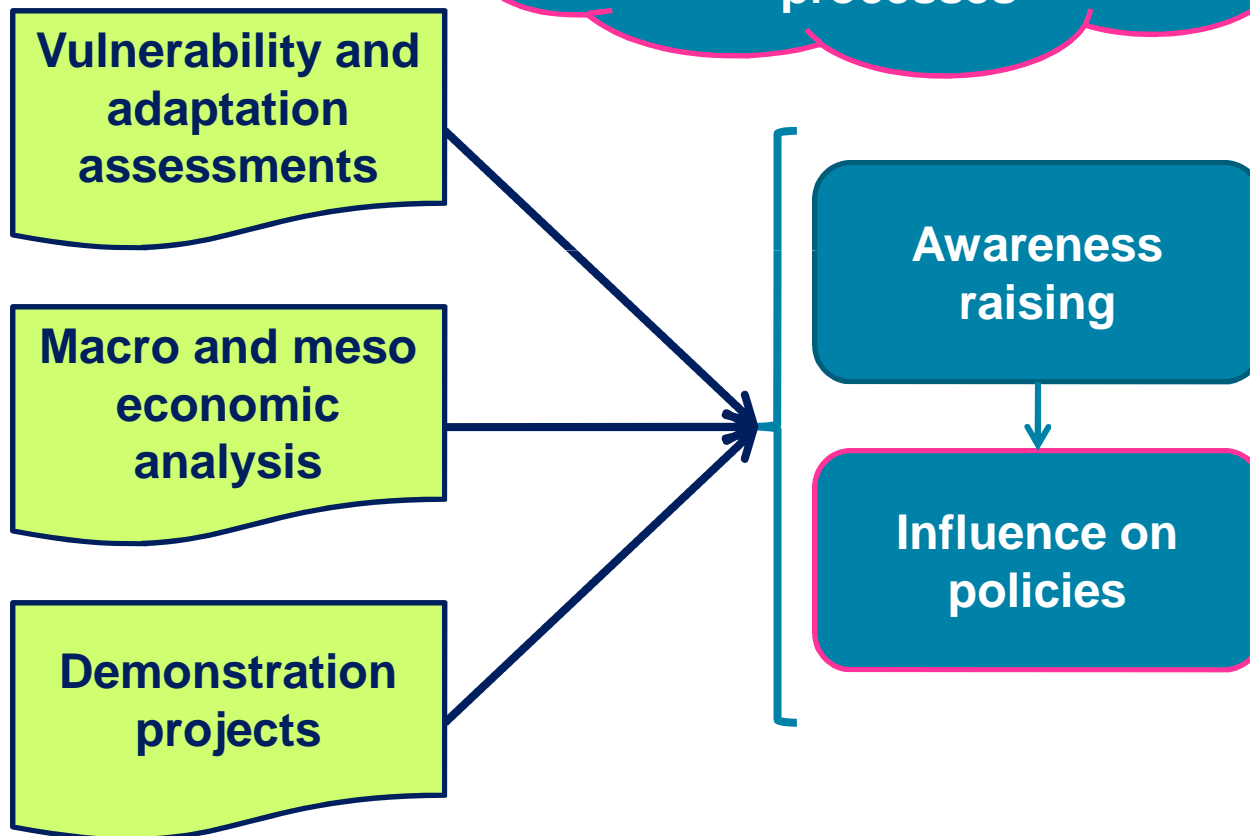 processes
Vulnerability and
adaptation
assessments
Macro and meso
economic
analysis
Demonstration
projects
Awareness
raising
Influence on
policies